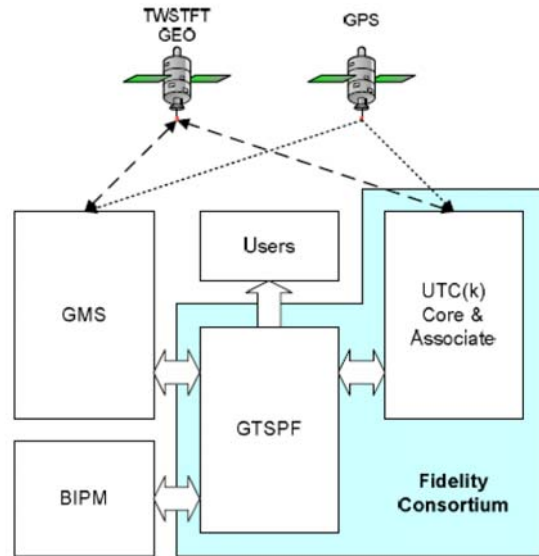 TWSTFT
GEO
GPS
Users
GMS
UTC(k)
Core &
Associate
GTSPF
BIPM
Fidelity
Consortium